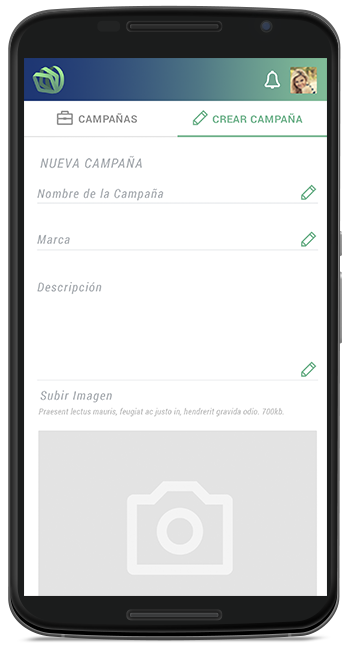 CAMPAÑAS
CREAR CAMPAÑA
NUEVA CAMPAÑA
Nombre de la Campaña
Marca
Descripción
Subir Imagen
Praesent lectus mauris, feugiat ac justo in, hendrerit gravida odio. 700kb.